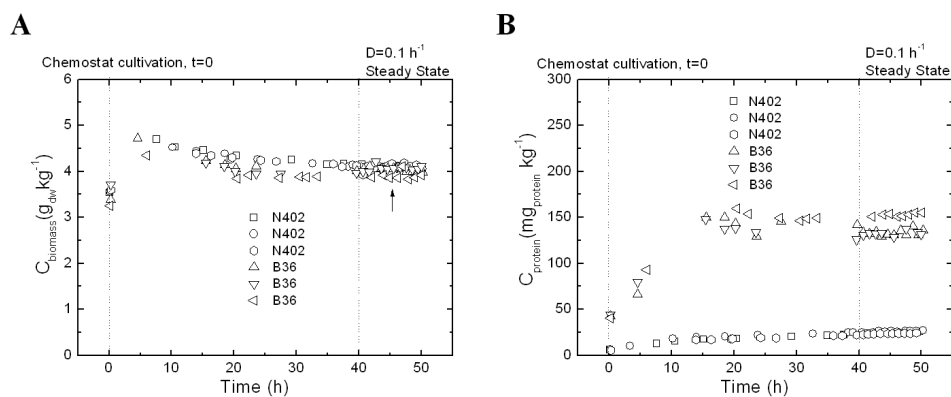 A
Chemostat cultivation, t=0
D=0.1 h⁻¹
Steady State
C_biomass (g_dw kg⁻¹)
6
5
4
3
2
1
0
N402
N402
N402
B36
B36
B36
0 10 20 30 40 50
Time (h)
B
Chemostat cultivation, t=0
D=0.1 h⁻¹
Steady State
C_protein (mg_protein kg⁻¹)
300
250
200
150
100
50
0
N402
N402
N402
B36
B36
B36
0 10 20 30 40 50
Time (h)